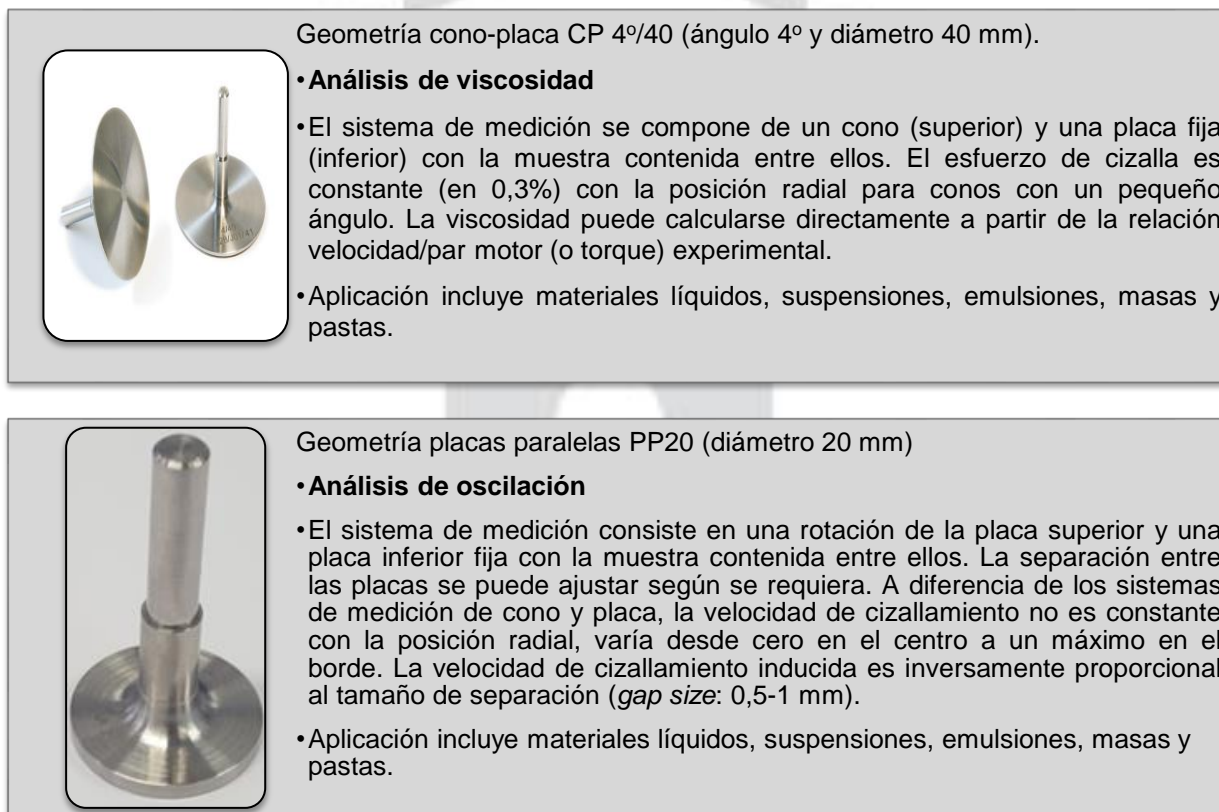 Geometría cono-placa CP 4º/40 (ángulo 4º y diámetro 40 mm).
•Análisis de viscosidad
•El sistema de medición se compone de un cono (superior) y una placa fija
(inferior) con la muestra contenida entre ellos. El esfuerzo de cizalla es
constante (en 0,3%) con la posición radial para conos con un pequeño
ángulo. La viscosidad puede calcularse directamente a partir de la relación
velocidad/par motor (o torque) experimental.
•Aplicación incluye materiales líquidos, suspensiones, emulsiones, masas y
pastas.
Geometría placas paralelas PP20 (diámetro 20 mm)
•Análisis de oscilación
•El sistema de medición consiste en una rotación de la placa superior y una
placa inferior fija con la muestra contenida entre ellos. La separación entre
las placas se puede ajustar según se requiera. A diferencia de los sistemas
de medición de cono y placa, la velocidad de cizallamiento no es constante
con la posición radial, varía desde cero en el centro a un máximo en el
borde. La velocidad de cizallamiento inducida es inversamente proporcional
al tamaño de separación (gap size: 0,5-1 mm).
•Aplicación incluye materiales líquidos, suspensiones, emulsiones, masas y
pastas.